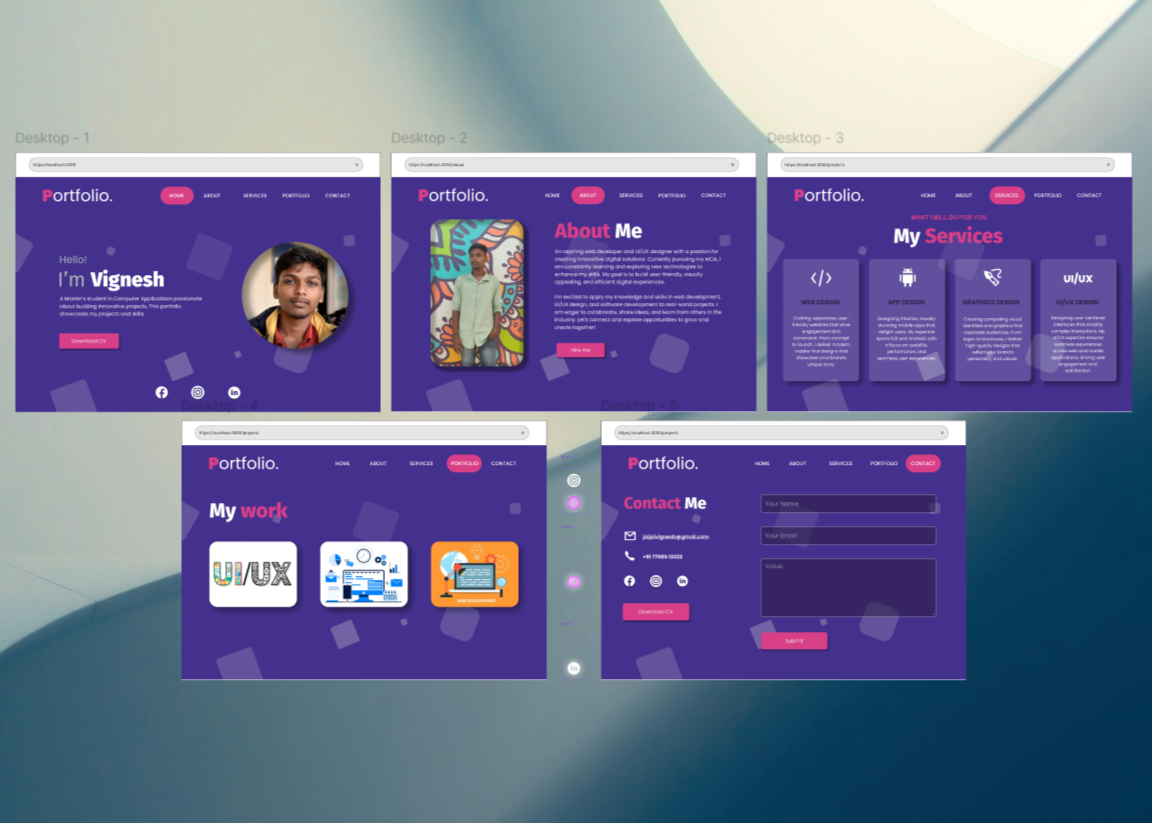 Desktop - 1
https://localhost:3000
Portfolio.
HOME
ABOUT
SERVICES
PORTFOLIO
CONTACT
Hello!
I'm Vignesh
A Master's student in Computer Applications passionate
about building innovative projects. This portfolio
showcases my projects and skills
Download CV
Desktop - 2
https://localhost:3000/about
Portfolio.
HOME
ABOUT
SERVICES
PORTFOLIO
CONTACT
About Me
An aspiring web developer and UI/UX designer with a passion for
creating innovative digital solutions. Currently pursuing my MCA, I
am constantly learning and exploring new technologies to
enhance my skills. My goal is to build user-friendly, visually
appealing, and efficient digital experiences.
I'm excited to apply my knowledge and skills in web development,
UI/UX design, and software development to real-world projects. I
am eager to collaborate, share ideas, and learn from others in the
industry. Let's connect and explore opportunities to grow and
create together!
Hire me
Desktop - 3
https://localhost:3000/projects
Portfolio.
HOME
ABOUT
SERVICES
PORTFOLIO
CONTACT
WHAT I WILL DO FOR YOU
My Services
WEB DESIGN
Crafting responsive, user-
friendly websites that drive
engagement and
conversions. From concept
to launch, I deliver modern,
mobile-first designs that
showcase your brand's
unique story.
APP DESIGN
Designing intuitive, visually
stunning mobile apps that
delight users. My expertise
spans iOS and Android, with
a focus on usability,
performance, and
seamless user experiences.
GRAPHICS DESIGN
Creating compelling visual
identities and graphics that
captivate audiences. From
logos to brochures, I deliver
high-quality designs that
reflect your brand's
personality and values.
UI/UX
UI/UX DESIGN
Designing user-centered
interfaces that simplify
complex interactions. My
UI/UX expertise ensures
seamless experiences
across web and mobile
applications, driving user
engagement and
satisfaction.
Desktop - 4
https://localhost:3000/projects
Portfolio.
HOME
ABOUT
SERVICES
PORTFOLIO
CONTACT
My work
UI/UX
WEB DEVELOPMENT
Desktop - 5
https://localhost:3000/projects
Portfolio.
HOME
ABOUT
SERVICES
PORTFOLIO
CONTACT
Contact Me
Your Name
Your Email
Value
Download CV
Submit